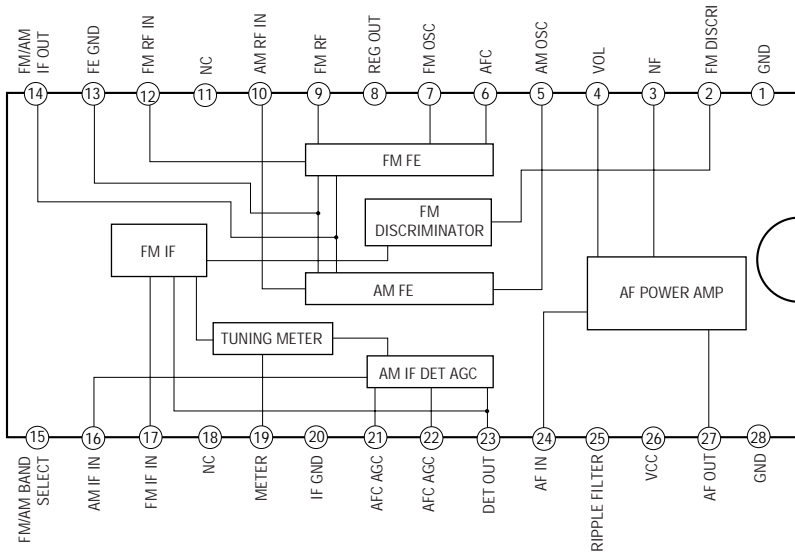 FM/AM
IF OUT
FE GND
FM RF IN
NC
AM RF IN
FM RF
REG OUT
FM OSC
AFC
AM OSC
VOL
NF
FM DISCRI
GND
14
13
12
11
10
9
8
7
6
5
4
3
2
1
FM FE
FM
DISCRIMINATOR
FM IF
AM FE
AF POWER AMP
TUNING METER
AM IF DET AGC
15
16
17
18
19
20
21
22
23
24
25
26
27
28
FM/AM BAND
SELECT
AM IF IN
FM IF IN
NC
METER
IF GND
AFC AGC
AFC AGC
DET OUT
AF IN
RIPPLE FILTER
VCC
AF OUT
GND